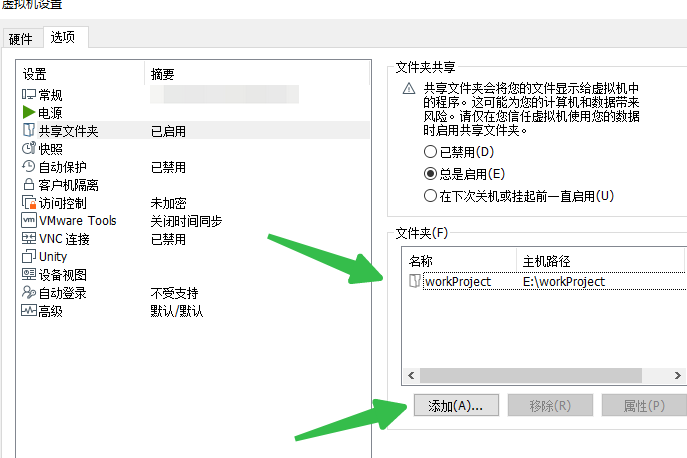 虚拟机设置
硬件
选项
设置 摘要
常规
电源
共享文件夹 已启用
快照
自动保护 已禁用
客户机隔离
访问控制 未加密
VMware Tools 关闭时间同步
VNC 连接 已禁用
Unity
设备视图
自动登录 不受支持
高级 默认/默认
文件夹共享
共享文件夹会将您的文件显示给虚拟机中
的程序。这可能为您的计算机和数据带来
风险。请仅在您信任虚拟机使用您的数据
时启用共享文件夹。
已禁用(D)
总是启用(E)
在下次关机或挂起前一直启用(U)
文件夹(F)
名称 主机路径
workProject E:\workProject
添加(A)... 移除(R) 属性(P)